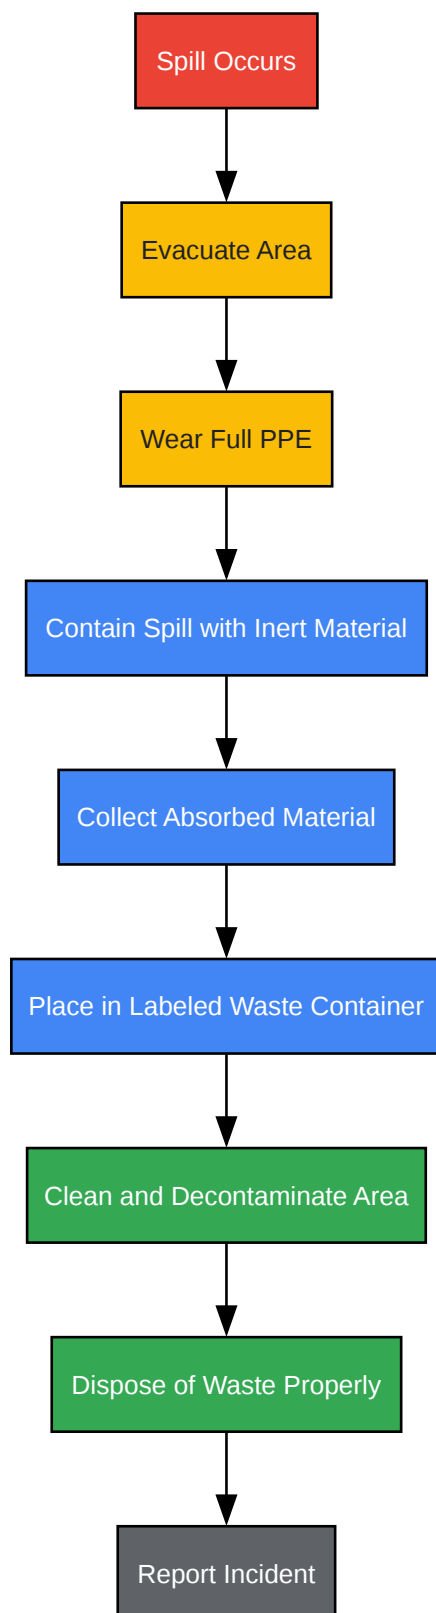 Spill Occurs
Evacuate Area
Wear Full PPE
Contain Spill with Inert Material
Collect Absorbed Material
Place in Labeled Waste Container
Clean and Decontaminate Area
Dispose of Waste Properly
Report Incident